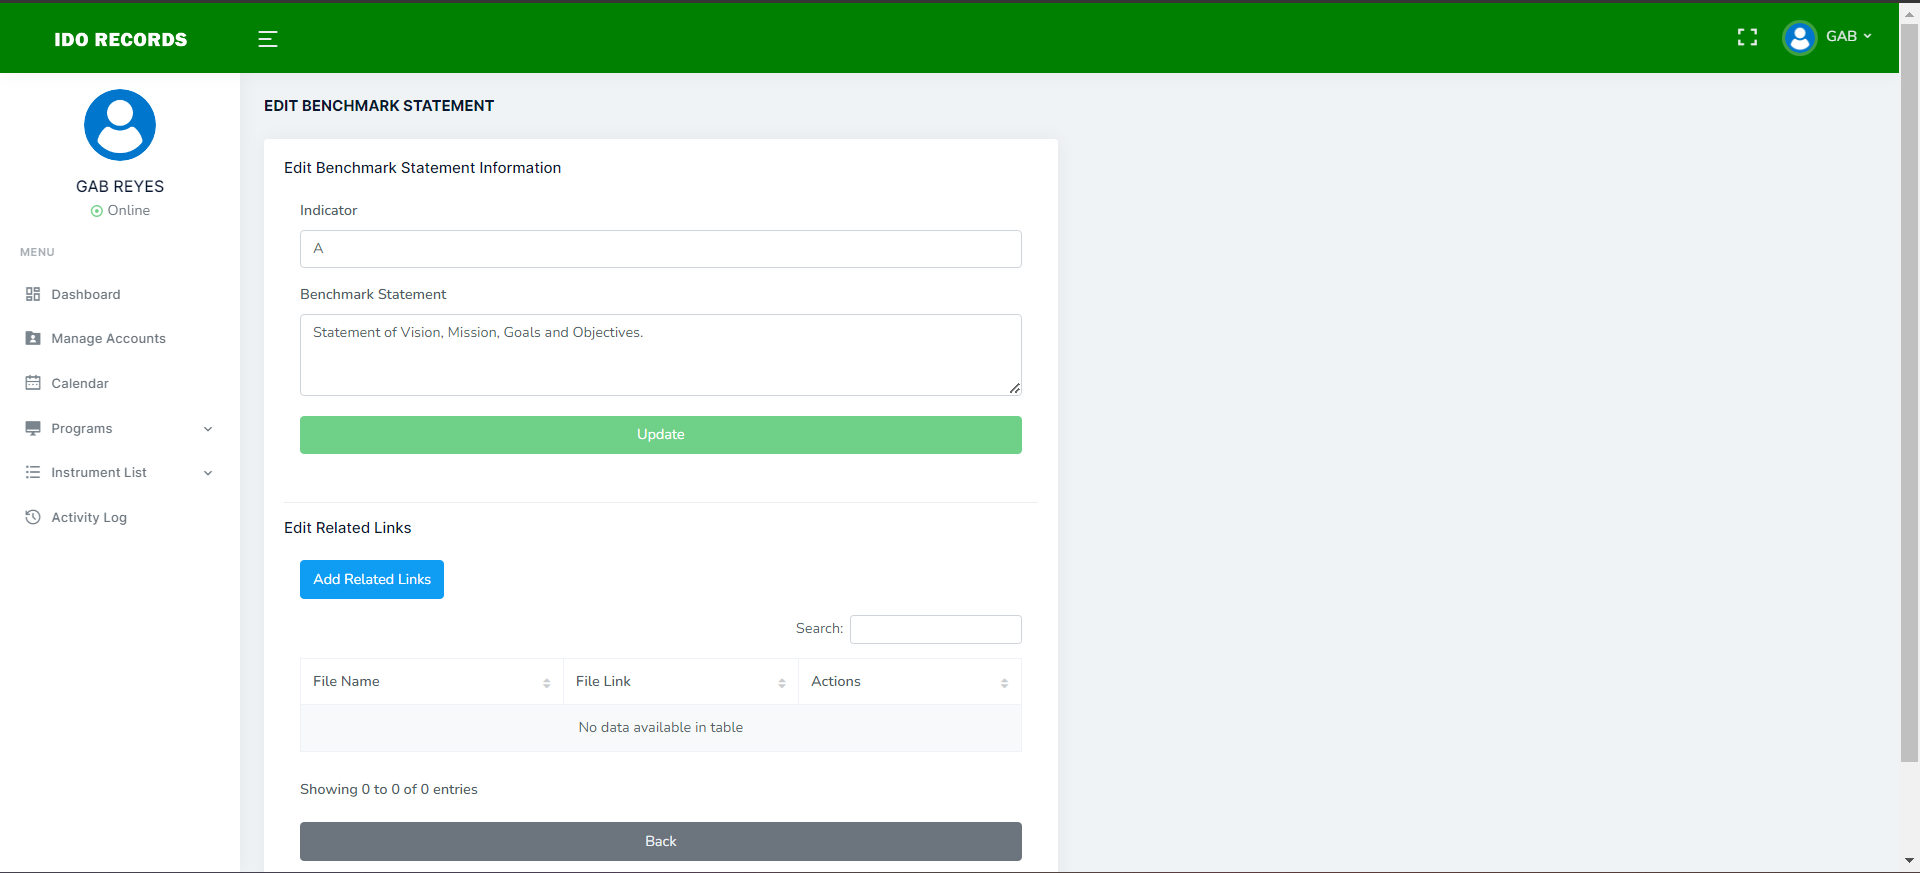 IDO RECORDS
GAB
GAB REYES
Online
MENU
Dashboard
Manage Accounts
Calendar
Programs
Instrument List
Activity Log
EDIT BENCHMARK STATEMENT
Edit Benchmark Statement Information
Indicator
A
Benchmark Statement
Statement of Vision, Mission, Goals and Objectives.
Update
Edit Related Links
Add Related Links
Search:
File Name File Link Actions
No data available in table
Showing 0 to 0 of 0 entries
Back